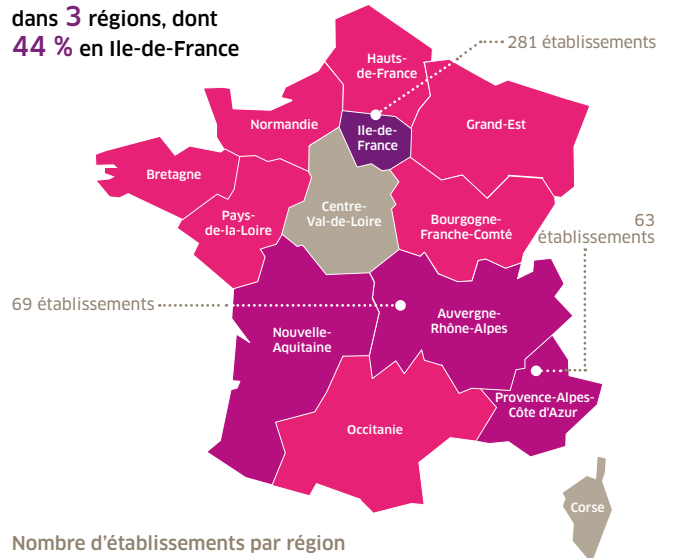 dans 3 régions, dont
44 % en Ile-de-France
281 établissements
Hauts-
de-France
Normandie
Ile-de-
France
Grand-Est
Bretagne
Pays-
de-la-Loire
Centre-
Val-de-Loire
Bourgogne-
Franche-Comté
63
établissements
69 établissements
Auvergne-
Rhône-Alpes
Nouvelle-
Aquitaine
Provence-Alpes-
Côte d'Azur
Occitanie
Corse
Nombre d'établissements par région